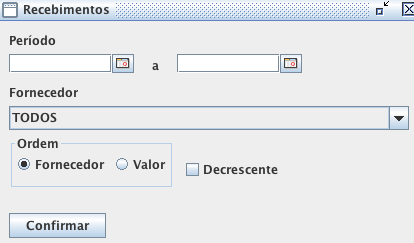 Recebimentos
Período
a
Fornecedor
TODOS
Ordem
Fornecedor Valor Decrescente
Confirmar